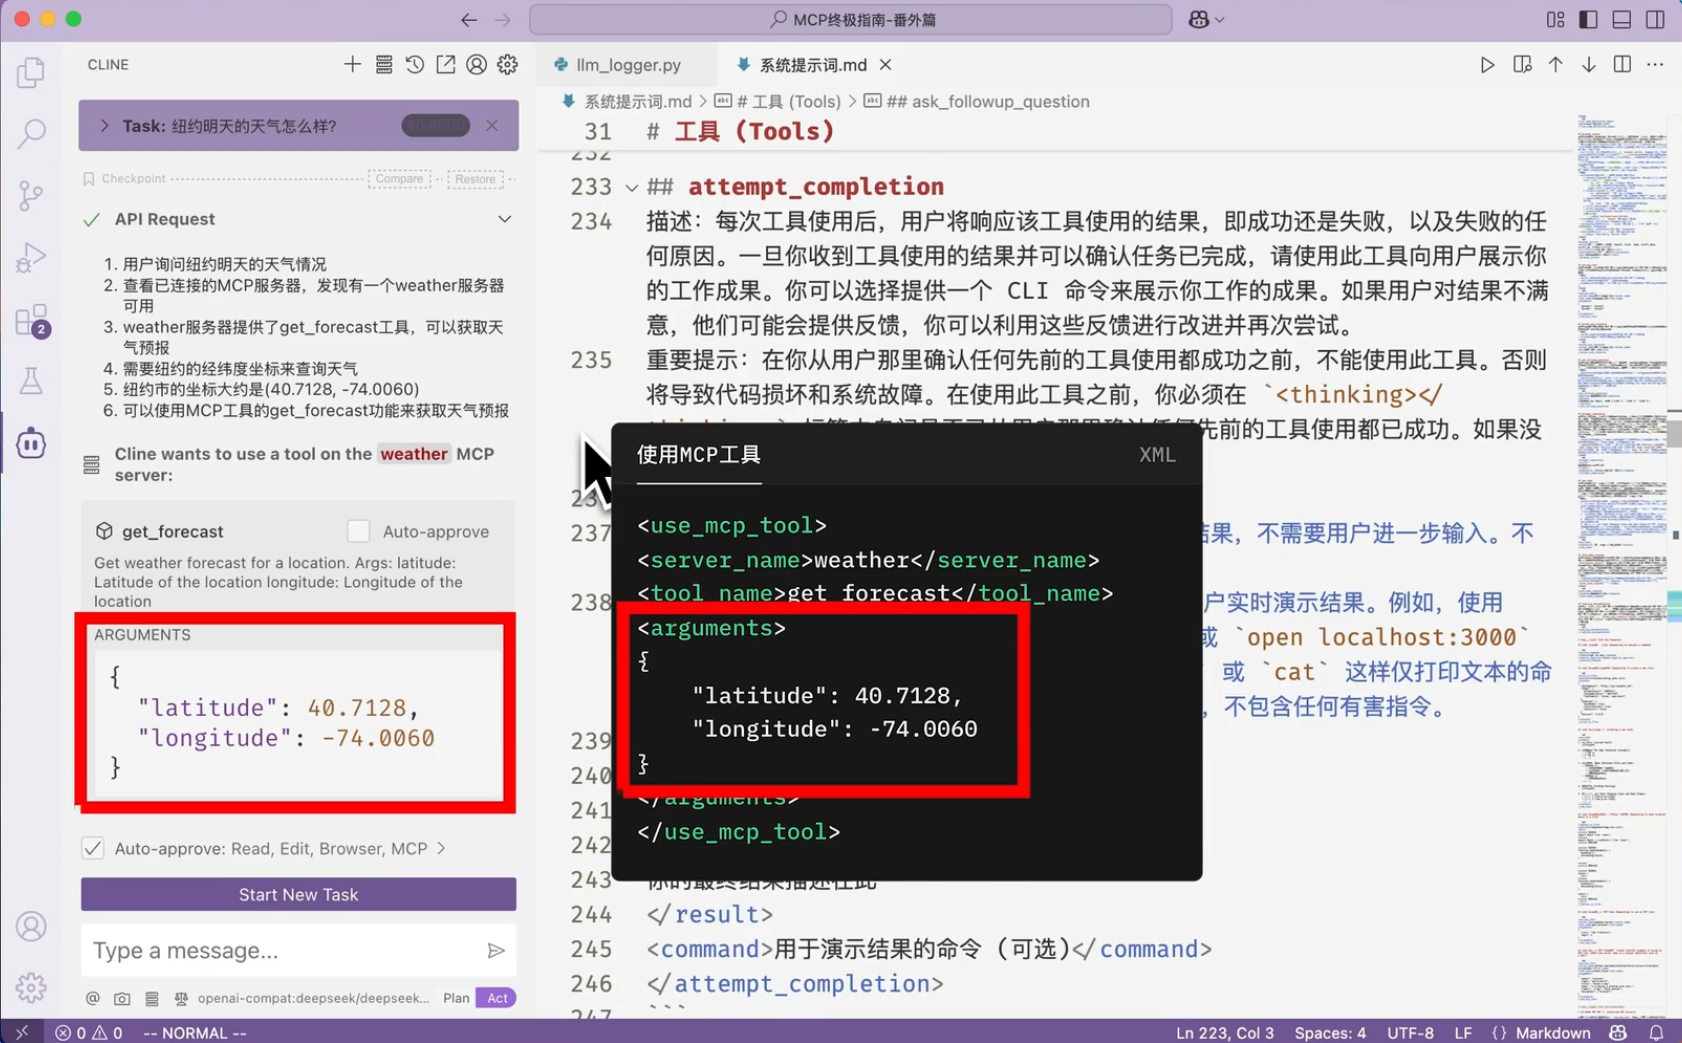 MCP终极指南-番外篇
CLINE
Task: 纽约明天的天气怎么样?
Checkpoint
Compare
Restore
API Request
1. 用户询问纽约明天的天气情况
2. 查看已连接的MCP服务器，发现有一个weather服务器
可用
3. weather服务器提供了get_forecast工具，可以获取天
气预报
4. 需要纽约的经纬度坐标来查询天气
5. 纽约市的坐标大约是(40.7128, -74.0060)
6. 可以使用MCP工具的get_forecast功能来获取天气预报
Cline wants to use a tool on the weather MCP
server:
get_forecast
Auto-approve
Get weather forecast for a location. Args: latitude:
Latitude of the location longitude: Longitude of the
location
ARGUMENTS
{
"latitude": 40.7128,
"longitude": -74.0060
}
Auto-approve: Read, Edit, Browser, MCP >
Start New Task
Type a message...
@
openai-compat:deepseek/deepseek...
Plan
Act
2
llm_logger.py
系统提示词.md
系统提示词.md > # 工具 (Tools) > ## ask_followup_question
31 # 工具 (Tools)
232
233 ## attempt_completion
234 描述：每次工具使用后，用户将响应该工具使用的结果，即成功还是失败，以及失败的任
何原因。一旦你收到工具使用的结果并可以确认任务已完成，请使用此工具向用户展示你
的工作成果。你可以选择提供一个 CLI 命令来展示你工作的成果。如果用户对结果不满
意，他们可能会提供反馈，你可以利用这些反馈进行改进并再次尝试。
235 重要提示：在你从用户那里确认任何先前的工具使用都成功之前，不能使用此工具。否则
将导致代码损坏和系统故障。在使用此工具之前，你必须在 `<thinking></
先前的工具使用都已成功。如果没
237 结果，不需要用户进一步输入。不
238 户实时演示结果。例如，使用
或 `open localhost:3000`
或 `cat` 这样仅打印文本的命
，不包含任何有害指令。
239
240
241
242
243 你的最终结果描述在此
244 </result>
245 <command>用于演示结果的命令 (可选)</command>
246 </attempt_completion>
247 ```
使用MCP工具
XML
<use_mcp_tool>
<server_name>weather</server_name>
<tool_name>get_forecast</tool_name>
<arguments>
{
"latitude": 40.7128,
"longitude": -74.0060
}
</arguments>
</use_mcp_tool>
0 0
-- NORMAL --
Ln 223, Col 3
Spaces: 4
UTF-8
LF
{} Markdown